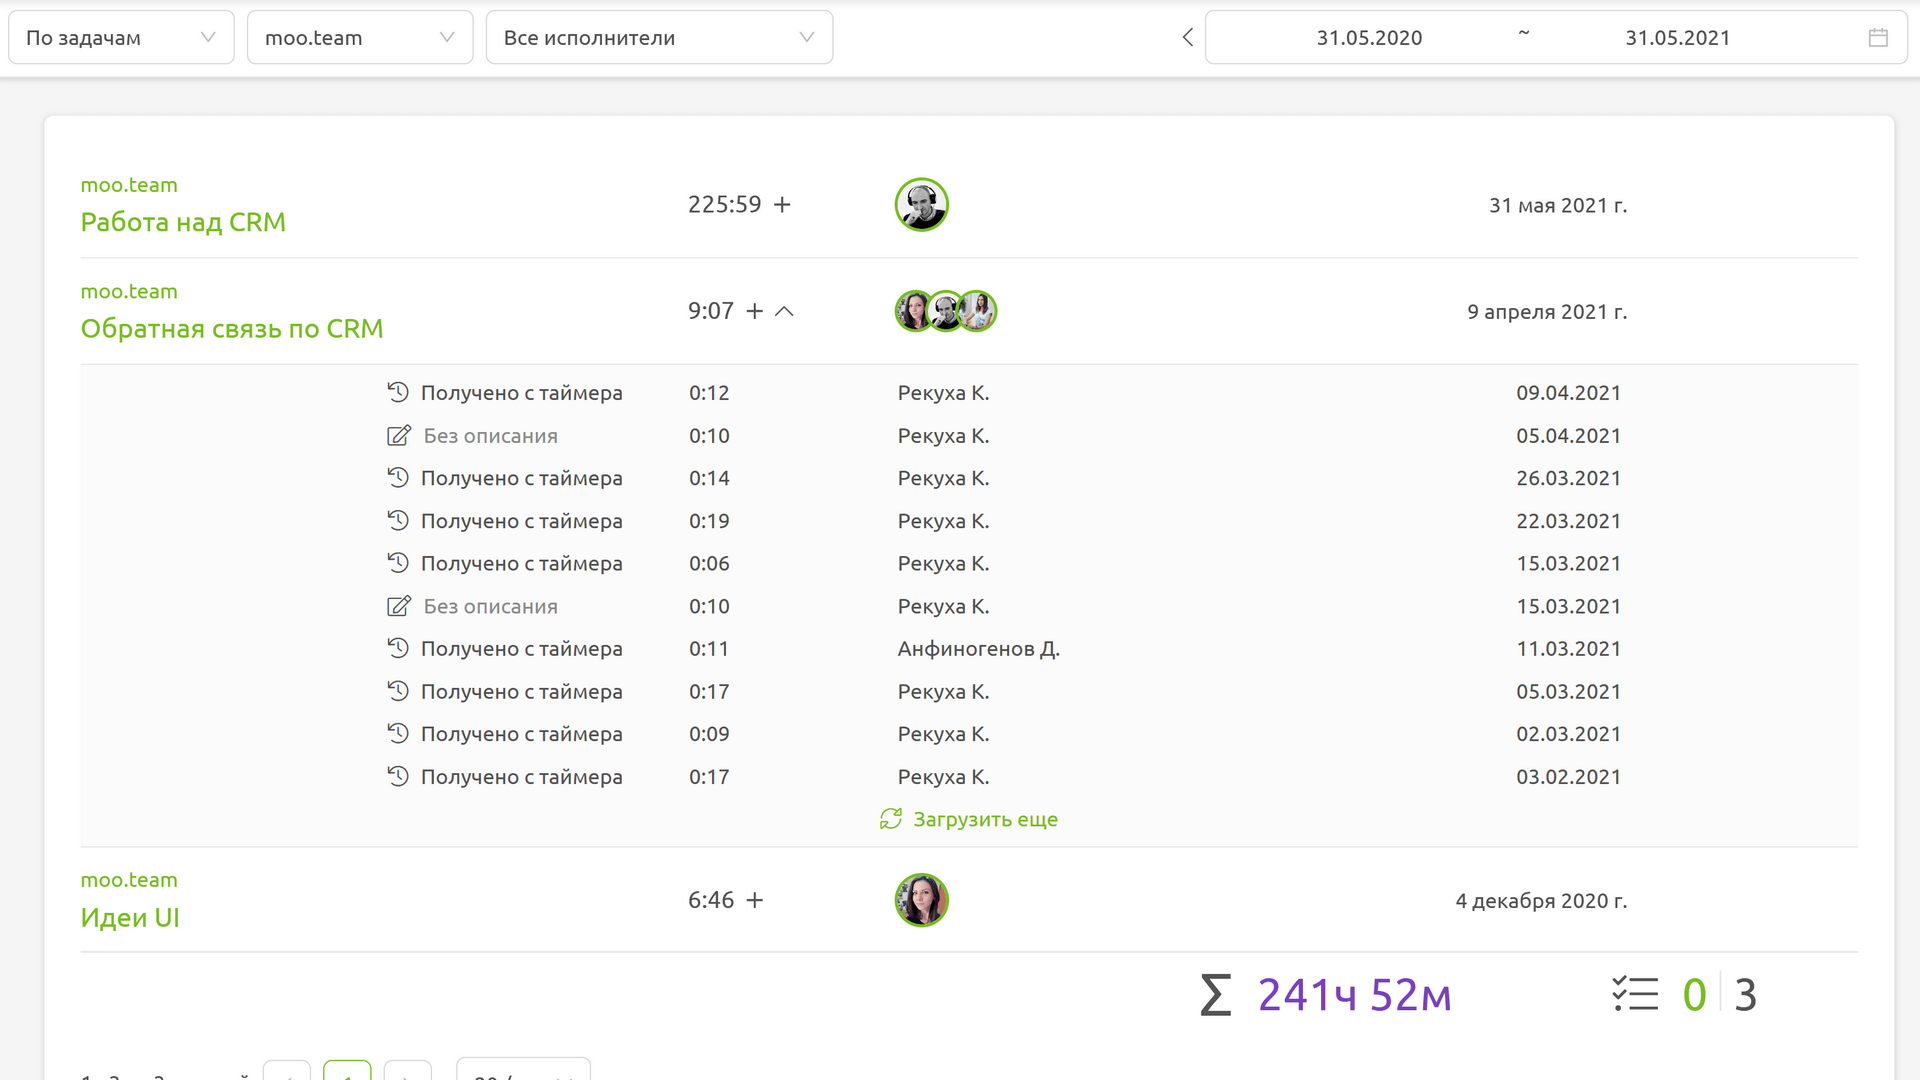 По задачам moo.team Все исполнители 31.05.2020 ~ 31.05.2021
moo.team
Работа над CRM 225:59 + 31 мая 2021 г.
moo.team
Обратная связь по CRM 9:07 + 9 апреля 2021 г.
Получено с таймера 0:12 Рекуха К. 09.04.2021
Без описания 0:10 Рекуха К. 05.04.2021
Получено с таймера 0:14 Рекуха К. 26.03.2021
Получено с таймера 0:19 Рекуха К. 22.03.2021
Получено с таймера 0:06 Рекуха К. 15.03.2021
Без описания 0:10 Рекуха К. 15.03.2021
Получено с таймера 0:11 Анфиногенов Д. 11.03.2021
Получено с таймера 0:17 Рекуха К. 05.03.2021
Получено с таймера 0:09 Рекуха К. 02.03.2021
Получено с таймера 0:17 Рекуха К. 03.02.2021
Загрузить еще
moo.team
Идеи UI 6:46 + 4 декабря 2020 г.
Σ 241ч 52м 0 3